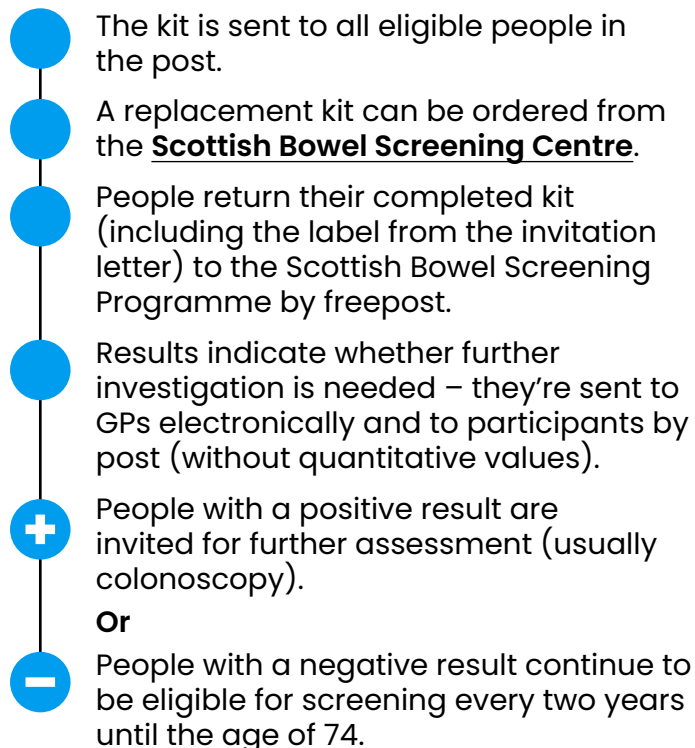 The kit is sent to all eligible people in
the post.
A replacement kit can be ordered from
the Scottish Bowel Screening Centre.
People return their completed kit
(including the label from the invitation
letter) to the Scottish Bowel Screening
Programme by freepost.
Results indicate whether further
investigation is needed – they’re sent to
GPs electronically and to participants by
post (without quantitative values).
People with a positive result are
invited for further assessment (usually
colonoscopy).
Or
People with a negative result continue to
be eligible for screening every two years
until the age of 74.